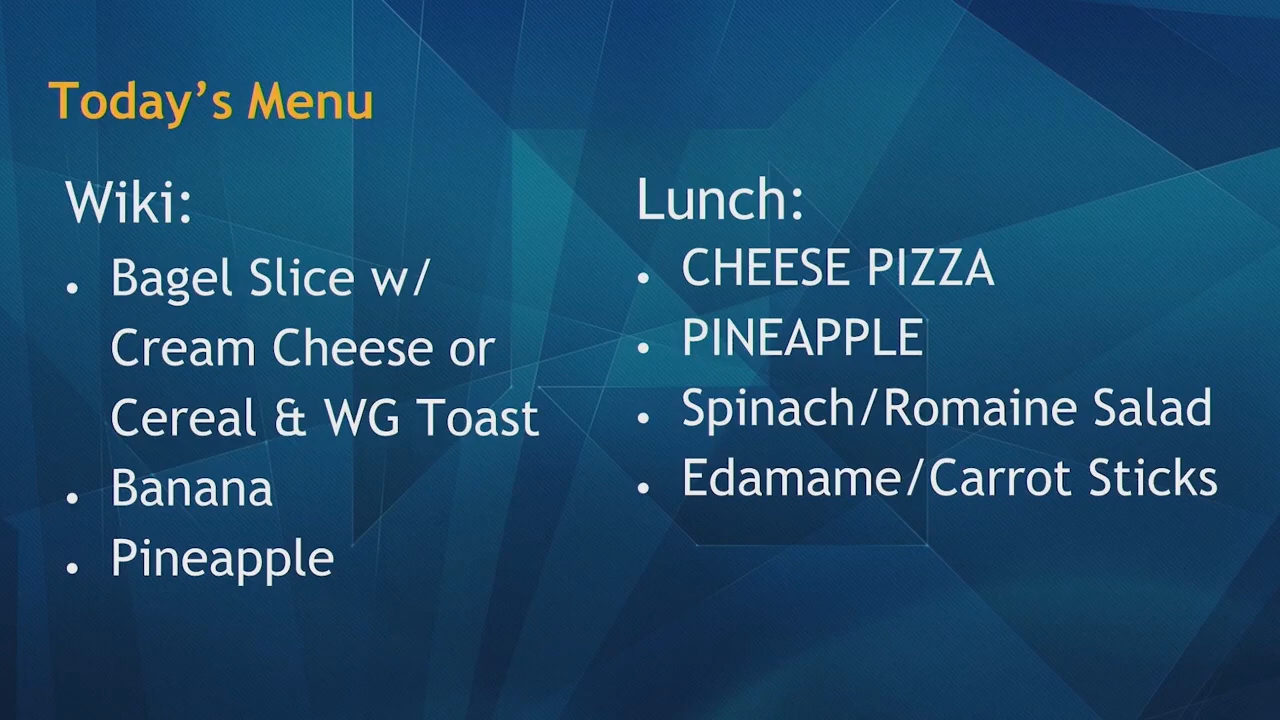 Today’s Menu
Wiki:
• Bagel Slice w/
Cream Cheese or
Cereal & WG Toast
• Banana
• Pineapple
Lunch:
• CHEESE PIZZA
• PINEAPPLE
• Spinach/Romaine Salad
• Edamame/Carrot Sticks